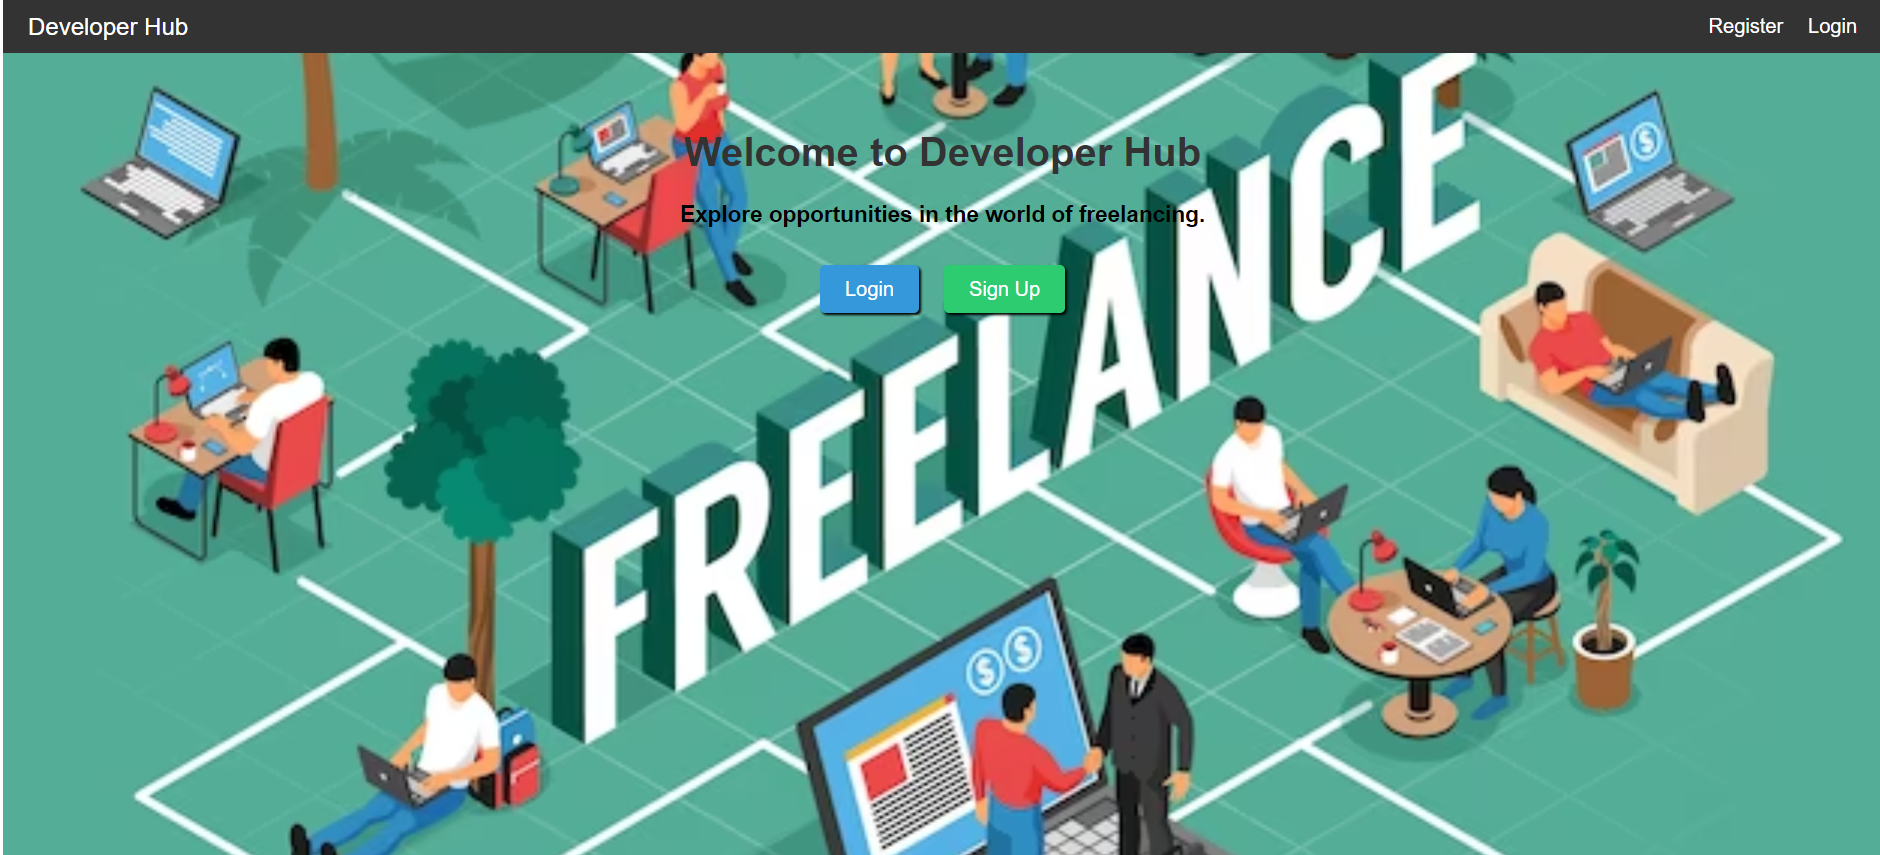 Developer Hub
Register Login
Welcome to Developer Hub
Explore opportunities in the world of freelancing.
Login Sign Up
FREELANCE
$
$ $